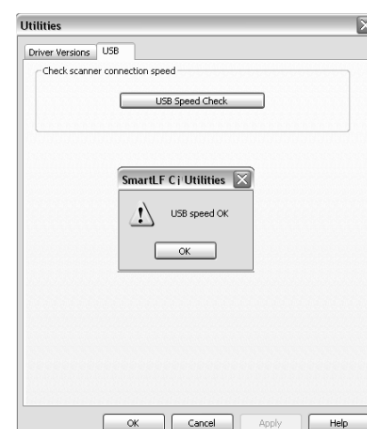 Utilities
Driver Versions USB
Check scanner connection speed
USB Speed Check
SmartLF Ci Utilities
USB speed OK
OK
OK Cancel Apply Help